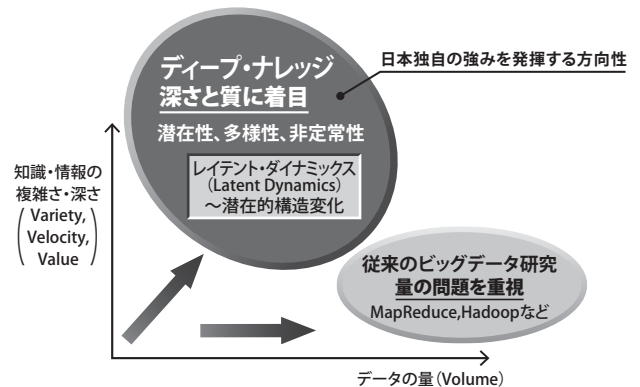 ディープ・ナレッジ
深さと質に着目
潜在性、多様性、非定常性
レイテント・ダイナミックス
(Latent Dynamics)
～潜在的構造変化
日本独自の強みを発揮する方向性
知識・情報の
複雑さ・深さ
(Variety,
Velocity,
Value)
従来のビッグデータ研究
量の問題を重視
MapReduce,Hadoopなど
データの量(Volume)